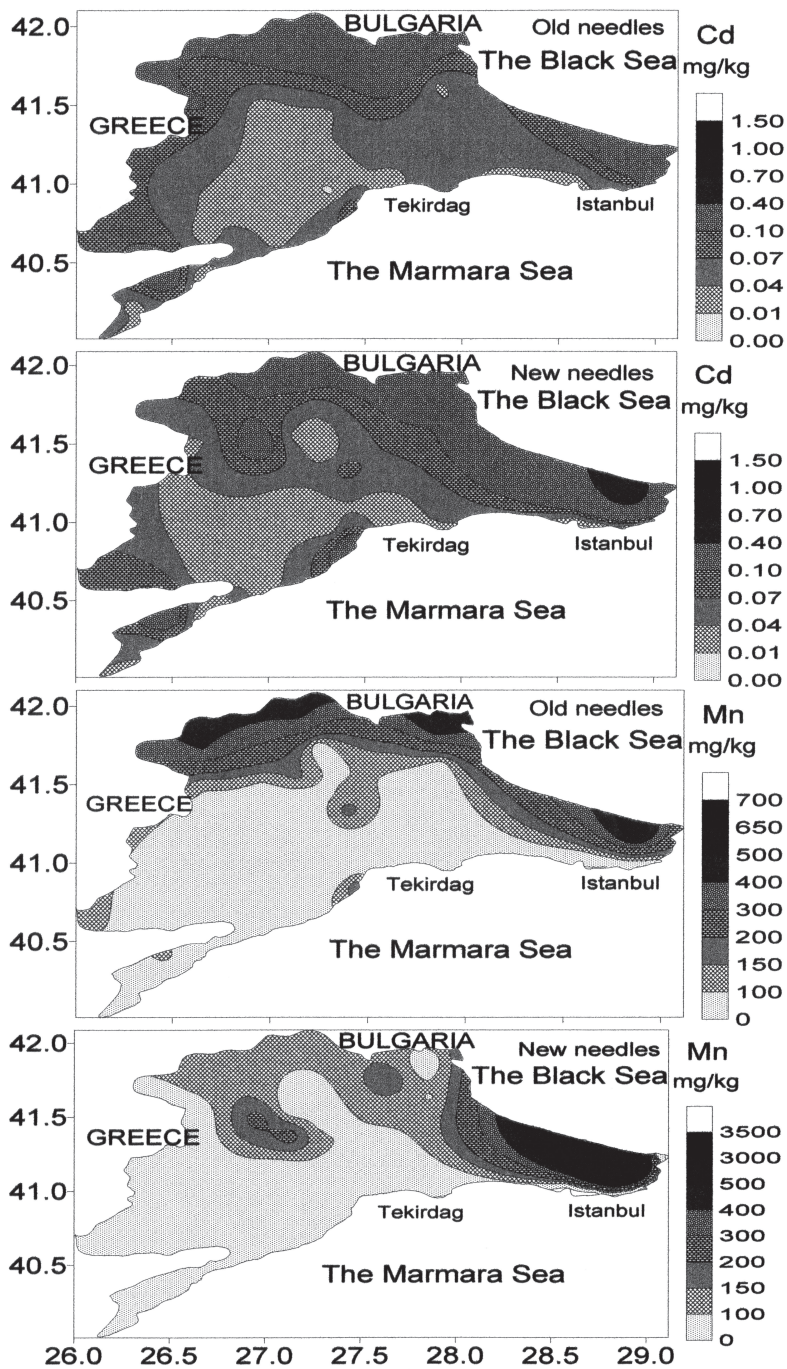 42.0
BULGARIA
Old needles
Cd
The Black Sea
mg/kg
41.5
GREECE
1.50
1.00
0.70
41.0
Tekirdag
Istanbul
0.40
0.10
40.5
The Marmara Sea
0.07
0.04
0.01
0.00
42.0
BULGARIA
New needles
Cd
The Black Sea
mg/kg
41.5
GREECE
1.50
1.00
0.70
41.0
Tekirdag
Istanbul
0.40
0.10
40.5
The Marmara Sea
0.07
0.04
0.01
0.00
42.0
BULGARIA
Old needles
Mn
The Black Sea
mg/kg
41.5
GREECE
700
650
500
41.0
Tekirdag
Istanbul
400
300
40.5
The Marmara Sea
200
150
100
0
42.0
BULGARIA
New needles
Mn
The Black Sea
mg/kg
41.5
GREECE
3500
3000
2000
41.0
Tekirdag
Istanbul
400
300
40.5
The Marmara Sea
200
150
100
0
26.0 26.5 27.0 27.5 28.0 28.5 29.0